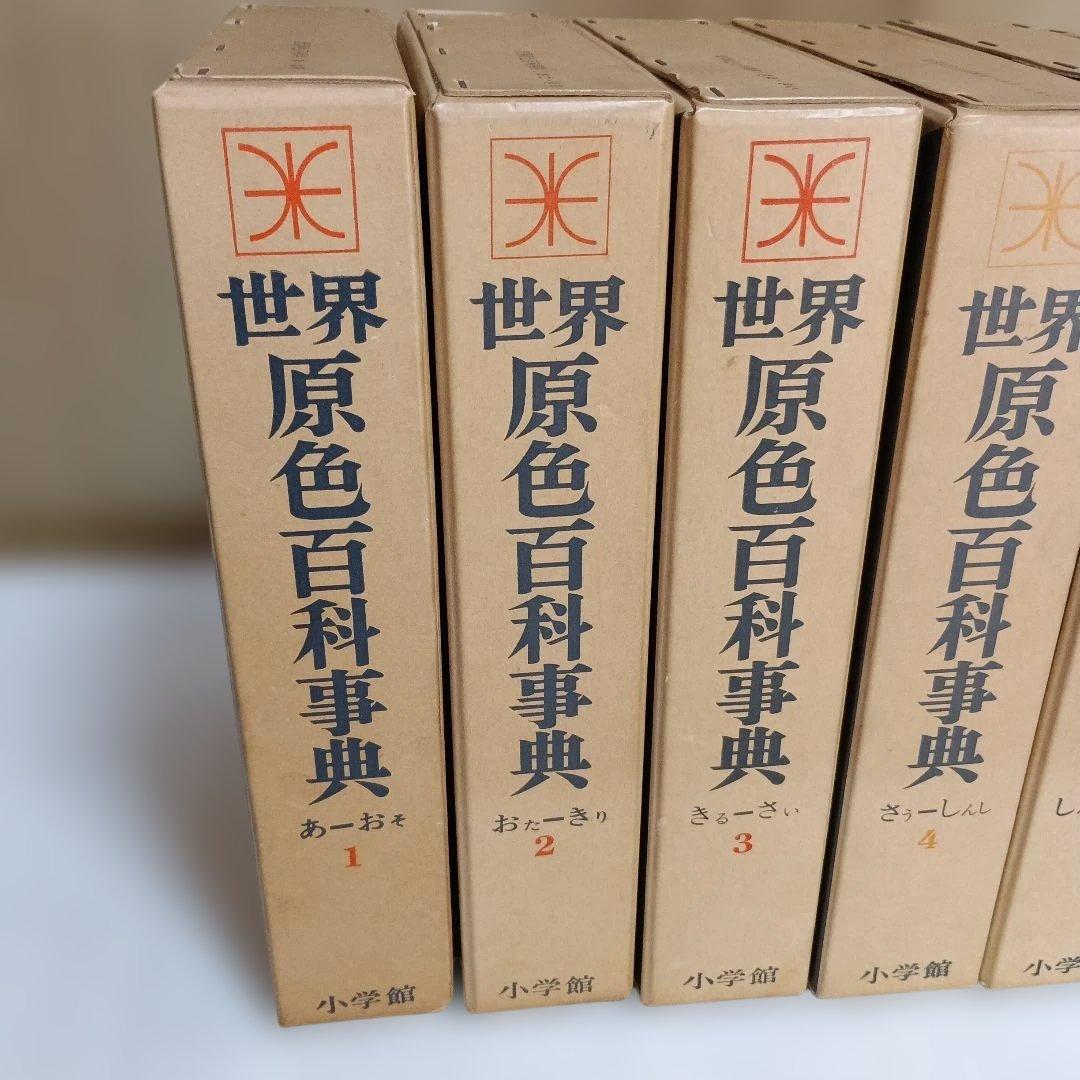 世界
原色百科事典
あーおそ
1
小学館
世界
原色百科事典
おたーきり
2
小学館
世界
原色百科事典
きるーさい
3
小学館
世界
原色百科事典
さうーしんし
4
小学館
し
小学